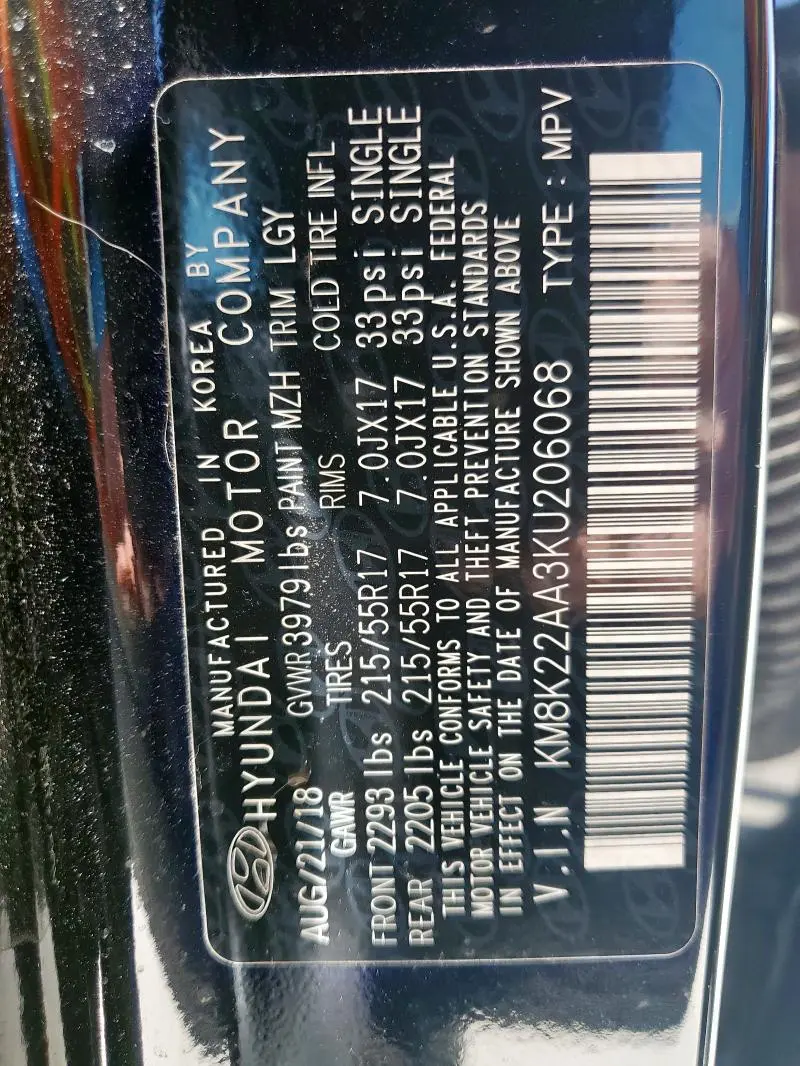 MANUFACTURED IN KOREA BY
HYUNDAI MOTOR COMPANY
AUG/21/18 GVWR 3979 lbs PAINT MZH TRIM LGY
GAWR TIRES RIMS COLD TIRE INFL
FRONT 2293 lbs 215/55R17 7.0JX17 33psi SINGLE
REAR 2205 lbs 215/55R17 7.0JX17 33psi SINGLE
THIS VEHICLE CONFORMS TO ALL APPLICABLE U.S.A. FEDERAL
MOTOR VEHICLE SAFETY AND THEFT PREVENTION STANDARDS
IN EFFECT ON THE DATE OF MANUFACTURE SHOWN ABOVE
V.I.N KM8K22AA3KU206068 TYPE : MPV